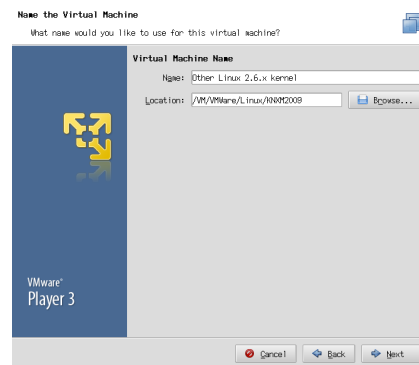 Name the Virtual Machine
What name would you like to use for this virtual machine?
Virtual Machine Name
Name: Other Linux 2.6.x kernel
Location: /VM/VMWare/Linux/KNXM2009 Browse...
VMware®
Player 3
Cancel Back Next